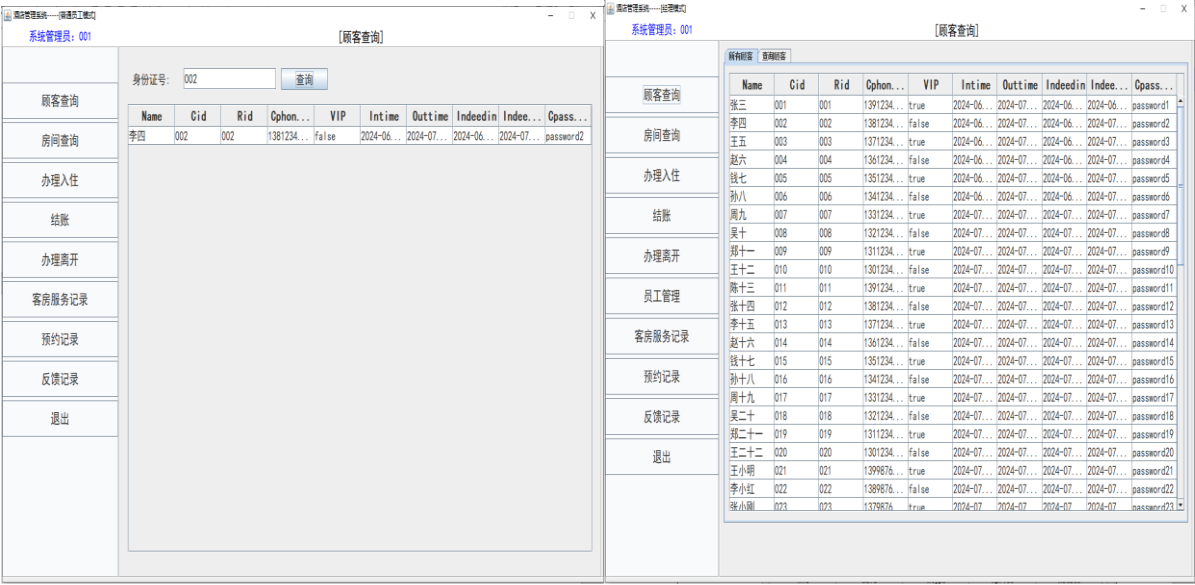 酒店管理系统-----[普通员工模式]
系统管理员：001
[顾客查询]
顾客查询
房间查询
办理入住
结账
办理离开
客房服务记录
预约记录
反馈记录
退出
身份证号: 002 查询
Name Cid Rid Cphon... VIP Intime Outtime Indeedin Indee... Cpass...
李四 002 002 1381234... false 2024-06... 2024-07... 2024-06... 2024-07... password2
酒店管理系统-----[经理模式]
系统管理员：001
[顾客查询]
顾客查询
房间查询
办理入住
结账
办理离开
员工管理
客房服务记录
预约记录
反馈记录
退出
所有顾客 查询顾客
Name Cid Rid Cphon... VIP Intime Outtime Indeedin Indee... Cpass...
张三 001 001 1391234... true 2024-06... 2024-07... 2024-06... 2024-07... password1
李四 002 002 1381234... false 2024-06... 2024-07... 2024-06... 2024-07... password2
王五 003 003 1371234... true 2024-06... 2024-07... 2024-06... 2024-07... password3
赵六 004 004 1361234... false 2024-06... 2024-07... 2024-06... 2024-07... password4
钱七 005 005 1351234... true 2024-06... 2024-07... 2024-06... 2024-07... password5
孙八 006 006 1341234... false 2024-06... 2024-07... 2024-06... 2024-07... password6
周九 007 007 1331234... true 2024-07... 2024-07... 2024-07... 2024-07... password7
吴十 008 008 1321234... false 2024-07... 2024-07... 2024-07... 2024-07... password8
郑十一 009 009 1311234... true 2024-07... 2024-07... 2024-07... 2024-07... password9
王十二 010 010 1301234... false 2024-07... 2024-07... 2024-07... 2024-07... password10
陈十三 011 011 1391234... true 2024-07... 2024-07... 2024-07... 2024-07... password11
张十四 012 012 1381234... false 2024-07... 2024-07... 2024-07... 2024-07... password12
李十五 013 013 1371234... true 2024-07... 2024-07... 2024-07... 2024-07... password13
赵十六 014 014 1361234... false 2024-07... 2024-07... 2024-07... 2024-07... password14
钱十七 015 015 1351234... true 2024-07... 2024-07... 2024-07... 2024-07... password15
孙十八 016 016 1341234... false 2024-07... 2024-07... 2024-07... 2024-07... password16
周十九 017 017 1331234... true 2024-07... 2024-07... 2024-07... 2024-07... password17
吴二十 018 018 1321234... false 2024-07... 2024-07... 2024-07... 2024-07... password18
郑二十一 019 019 1311234... true 2024-07... 2024-07... 2024-07... 2024-07... password19
王二十二 020 020 1301234... false 2024-07... 2024-07... 2024-07... 2024-07... password20
王小明 021 021 1399876... true 2024-07... 2024-07... 2024-07... 2024-07... password21
李小红 022 022 1389876... false 2024-07... 2024-07... 2024-07... 2024-07... password22
张小刚 023 023 1379876 true 2024-07 2024-07 2024-07 2024-07 password23